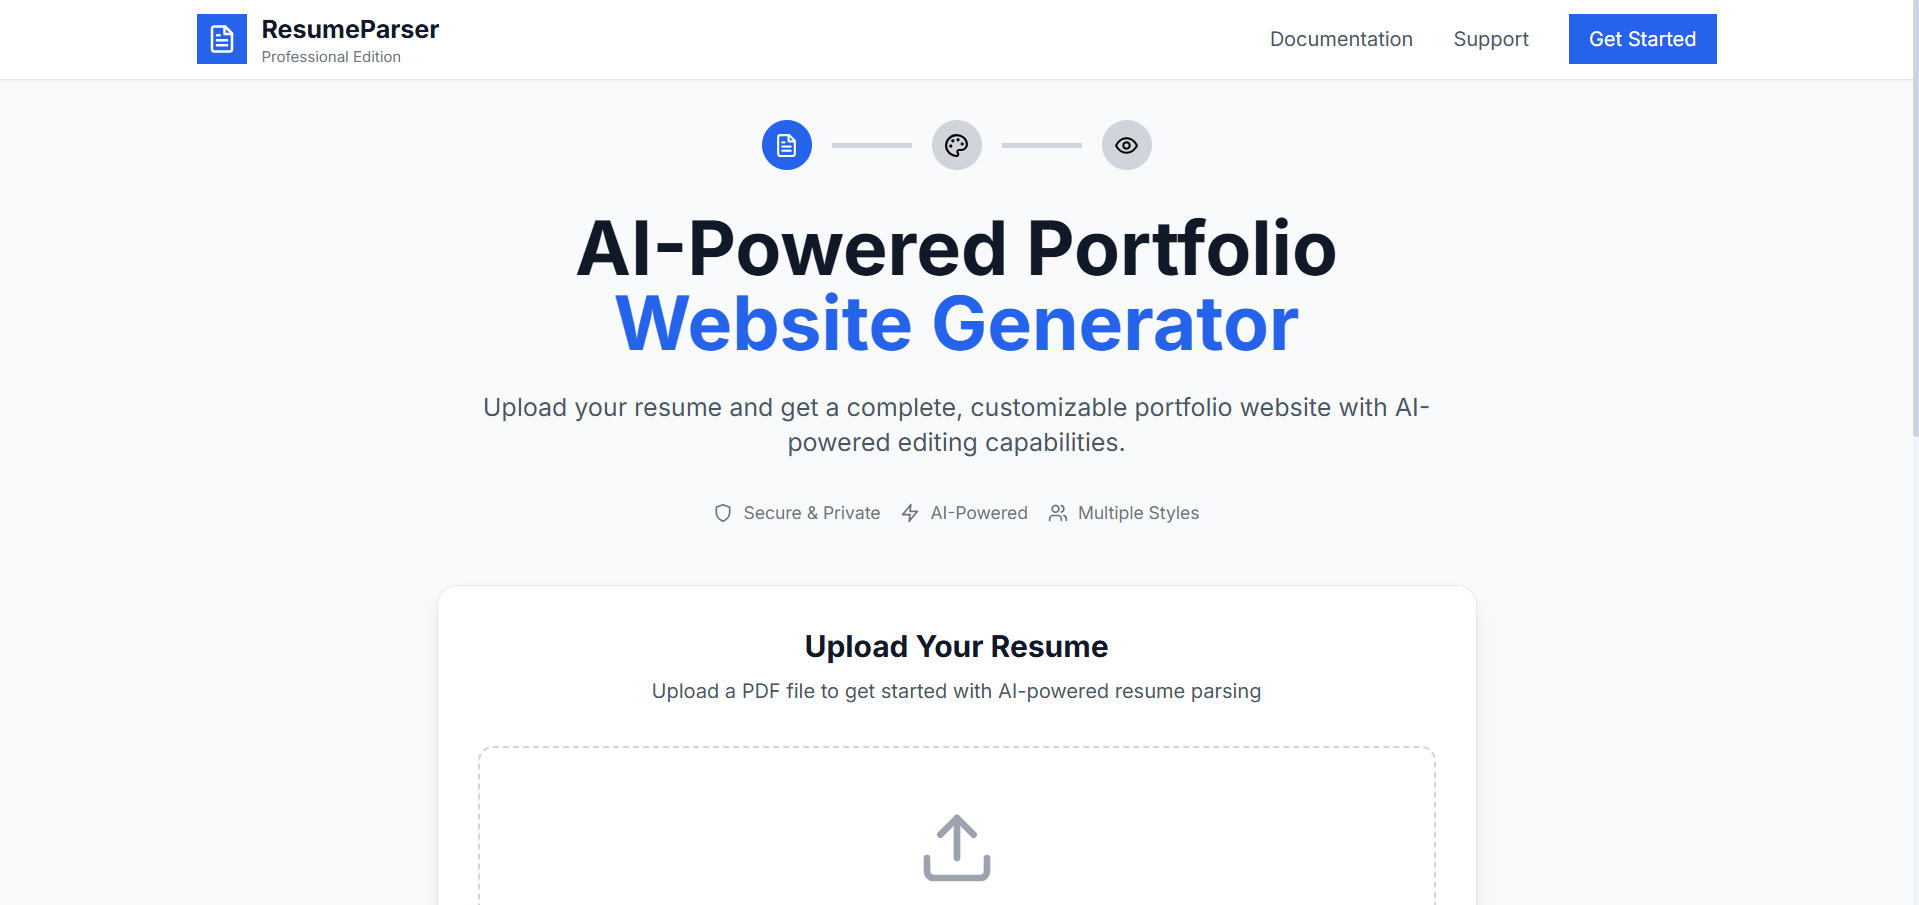 ResumeParser
Professional Edition
Documentation
Support
Get Started
AI-Powered Portfolio
Website Generator
Upload your resume and get a complete, customizable portfolio website with AI-
powered editing capabilities.
Secure & Private
AI-Powered
Multiple Styles
Upload Your Resume
Upload a PDF file to get started with AI-powered resume parsing